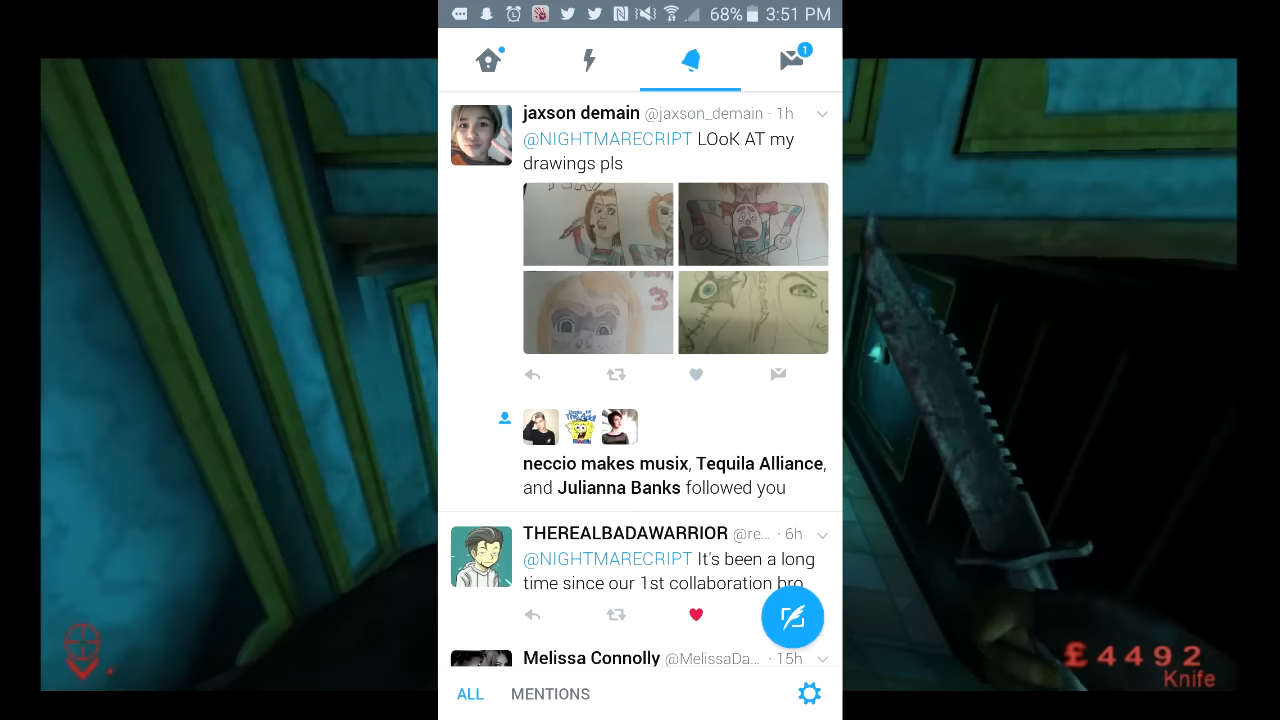 68% 3:51 PM
1
jaxson demain @jaxson_demain · 1h
@NIGHTMARECRIPT LOoK AT my
drawings pls
3
neccio makes musix, Tequila Alliance,
and Julianna Banks followed you
THEREALBADAWARRIOR @re... · 6h
@NIGHTMARECRIPT It's been a long
time since our 1st collaboration bro
Melissa Connolly @MelissaDa... · 15h
ALL MENTIONS
£4492
Knife